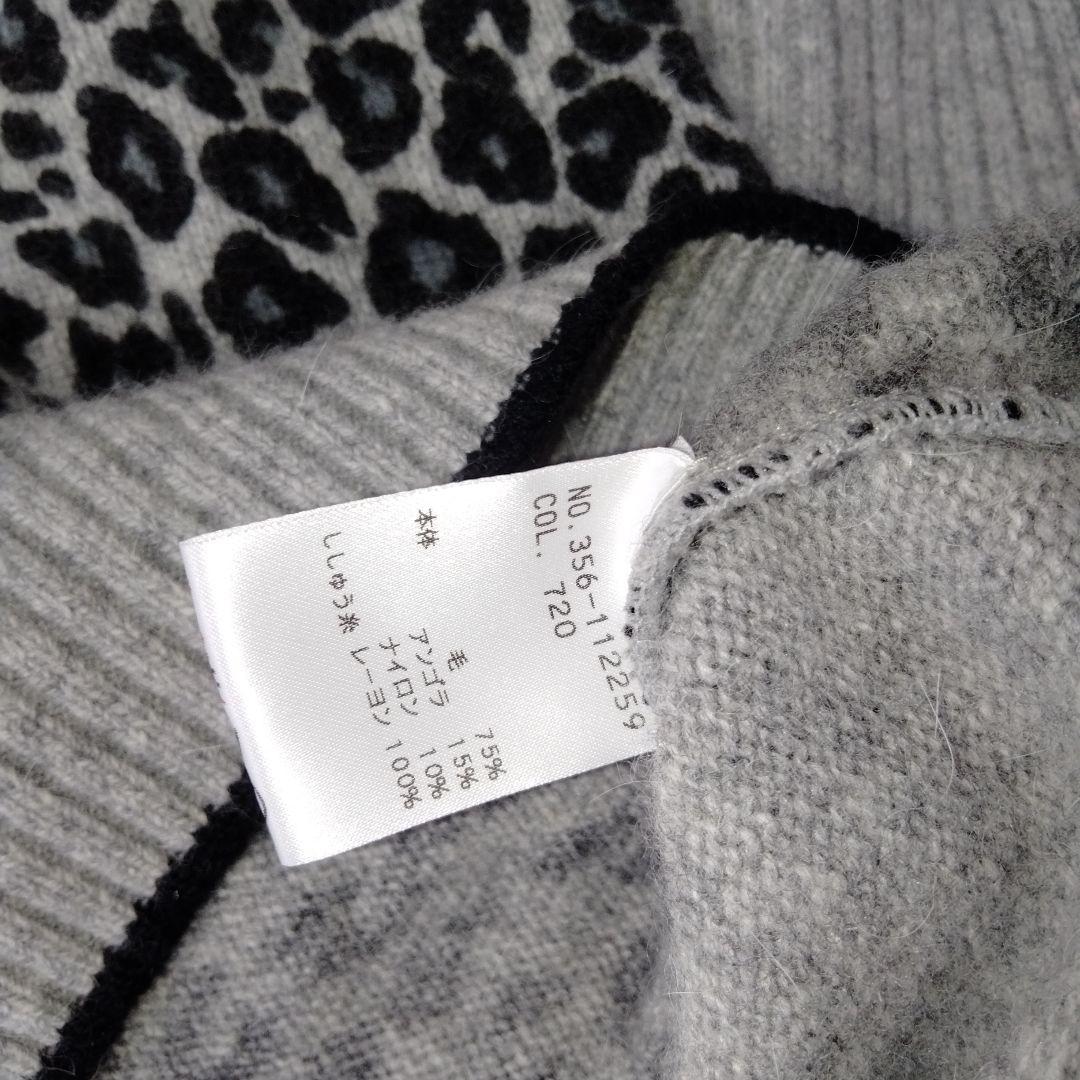 NO.356-112259
COL. 720
本体 毛 75%
アンゴラ 15%
ナイロン 10%
ししゅう糸 レーヨン 100%